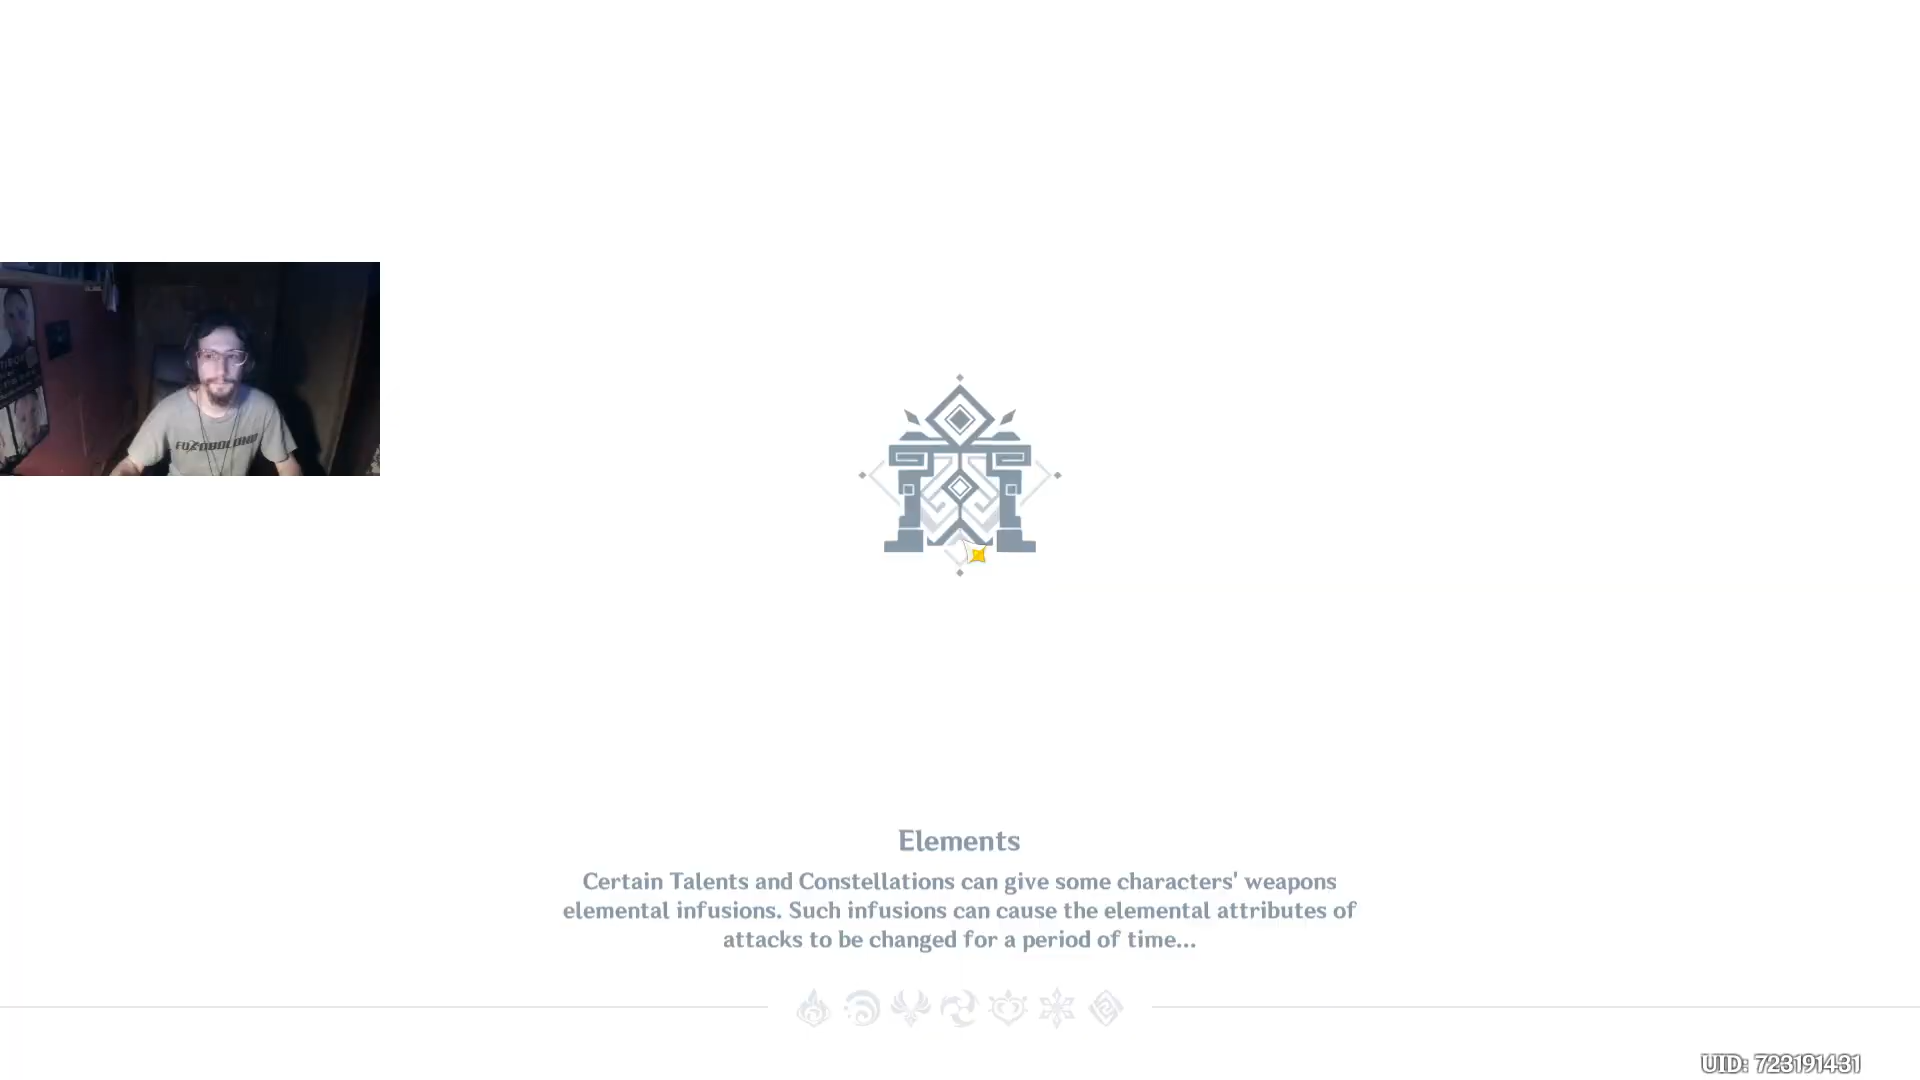 Elements
Certain Talents and Constellations can give some characters' weapons
elemental infusions. Such infusions can cause the elemental attributes of
attacks to be changed for a period of time...
UID: 723191431